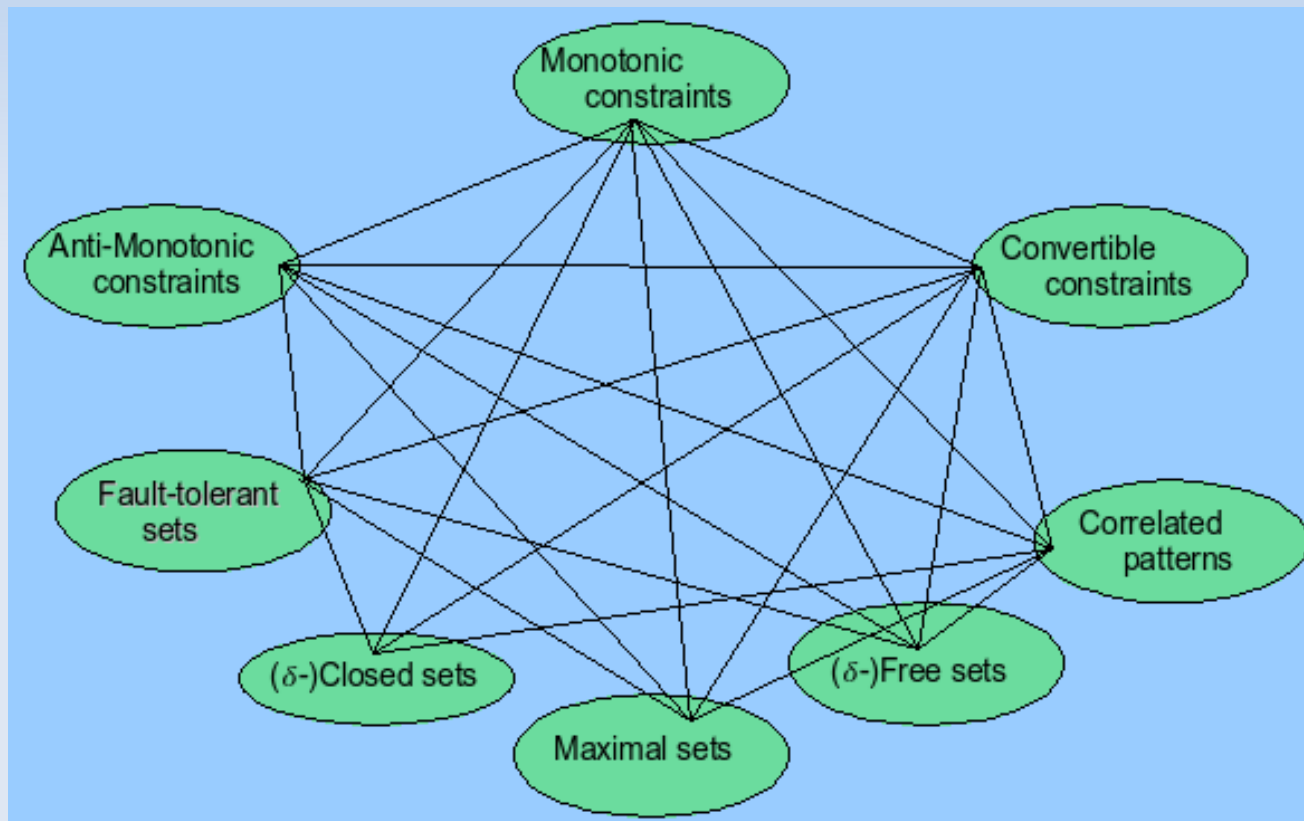 Monotonic
constraints
Anti-Monotonic
constraints
Convertible
constraints
Fault-tolerant
sets
Correlated
patterns
(δ-)Closed sets
(δ-)Free sets
Maximal sets